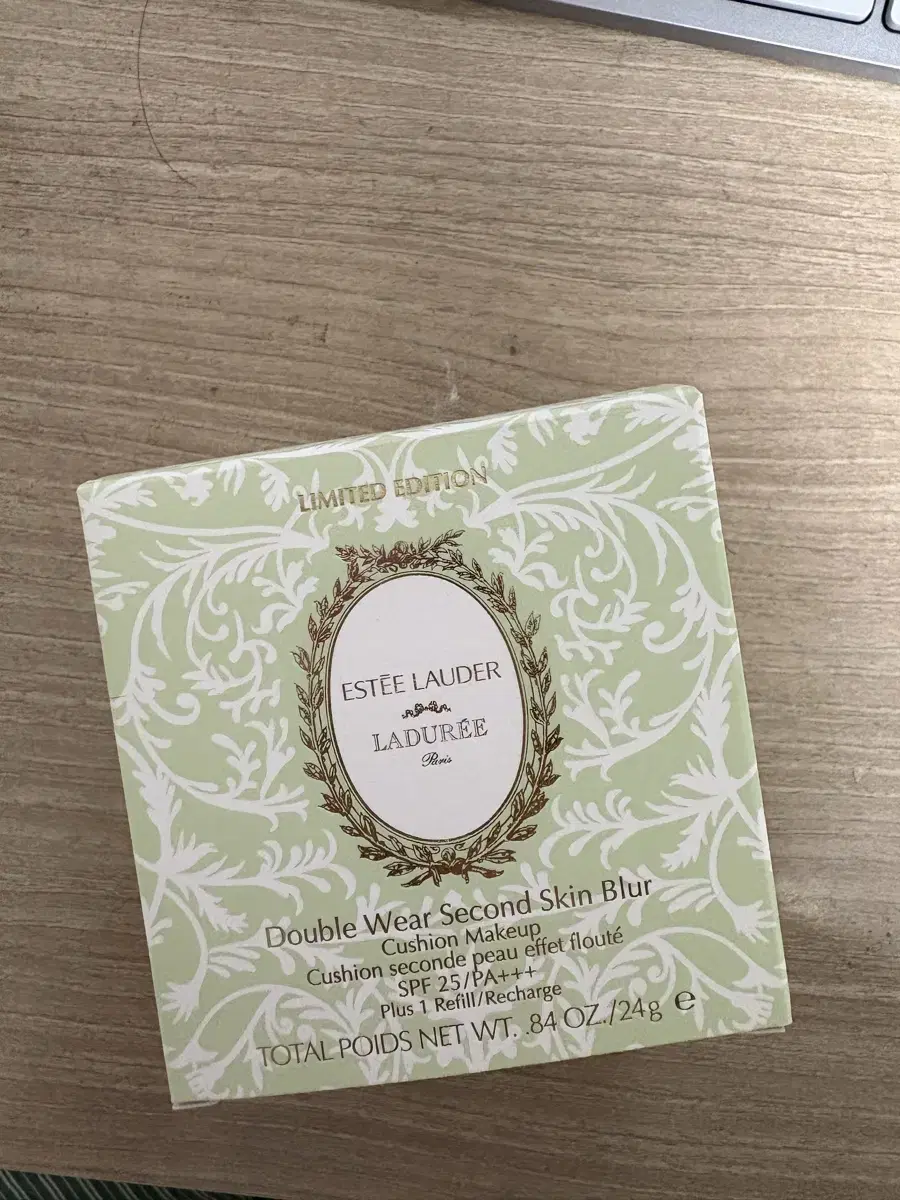 LIMITED EDITION
ESTĒE LAUDER
LADURÉE
Paris
Double Wear Second Skin Blur
Cushion Makeup
Cushion seconde peau effet flouté
SPF 25/PA+++
Plus 1 Refill/Recharge
TOTAL POIDS NET WT. .84 OZ./24g ℮